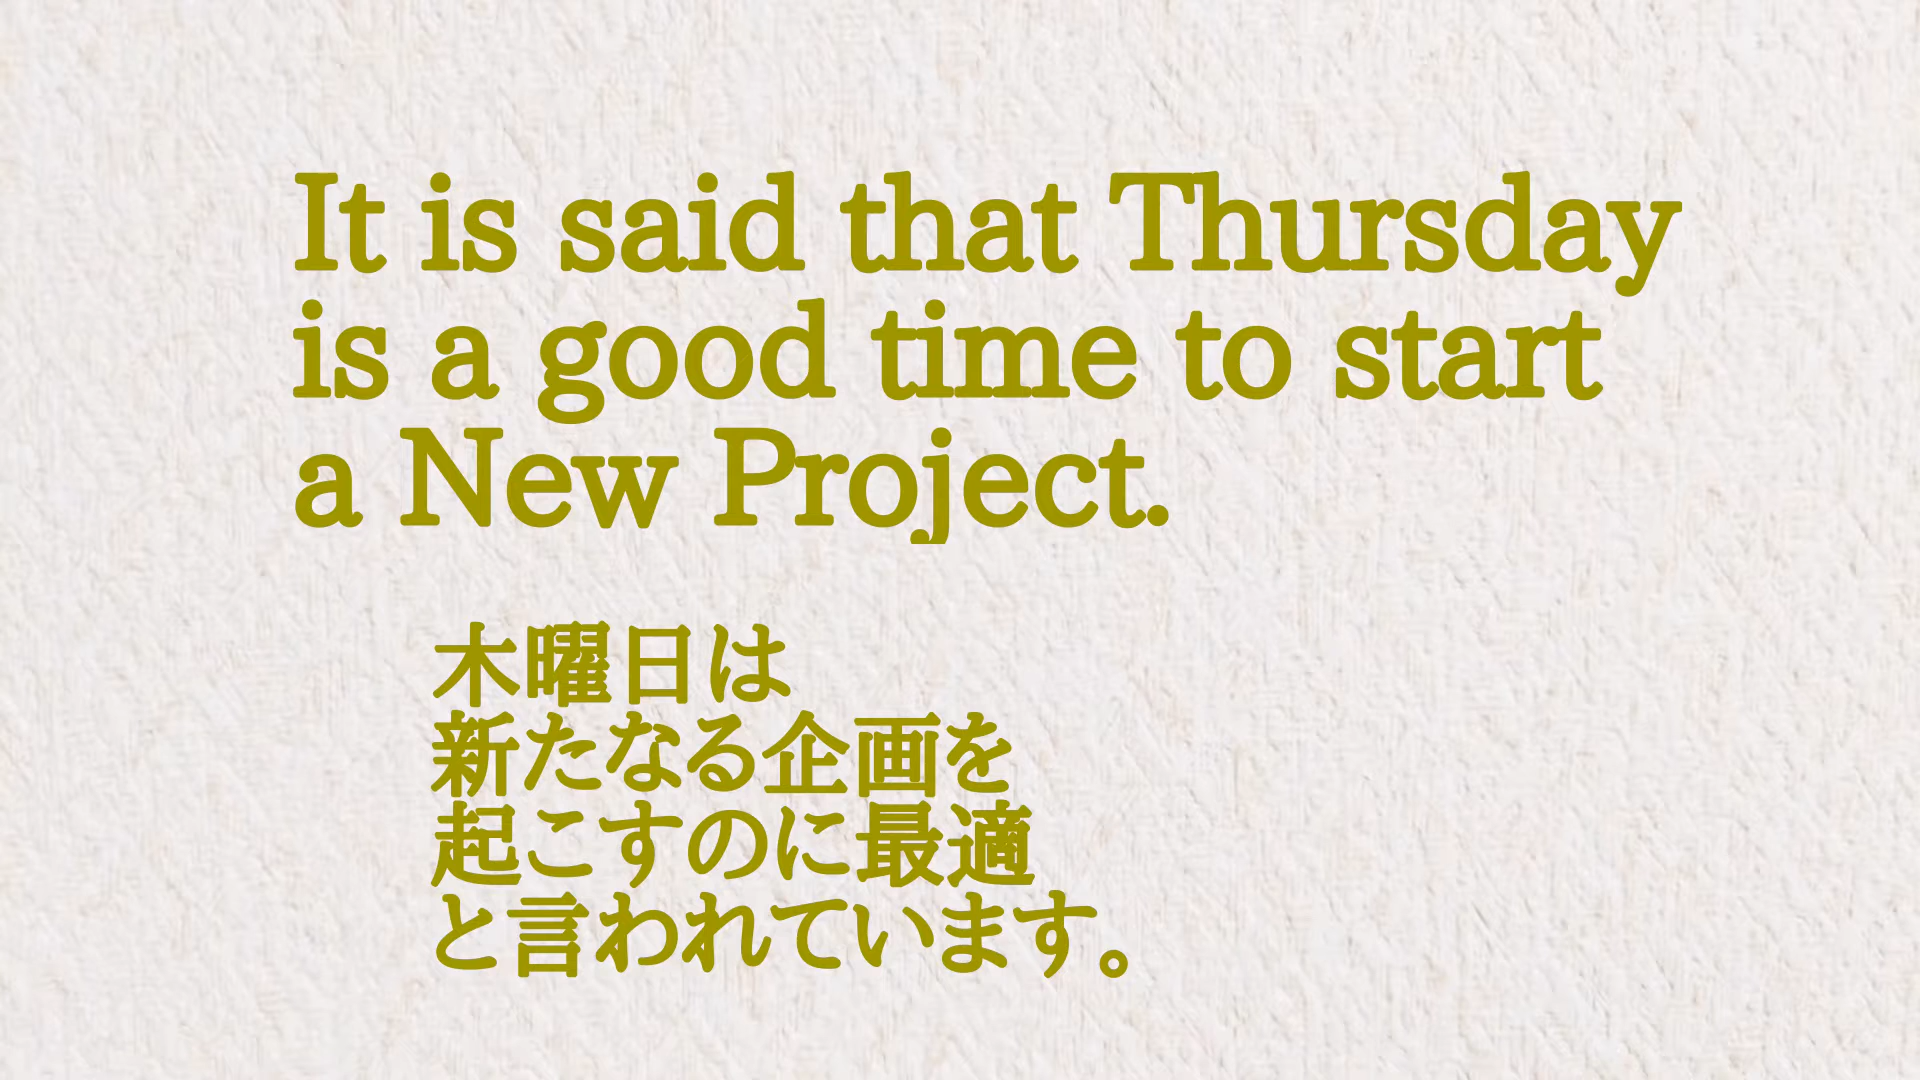 It is said that Thursday
is a good time to start
a New Project.
木曜日は
新たなる企画を
起こすのに最適
と言われています。